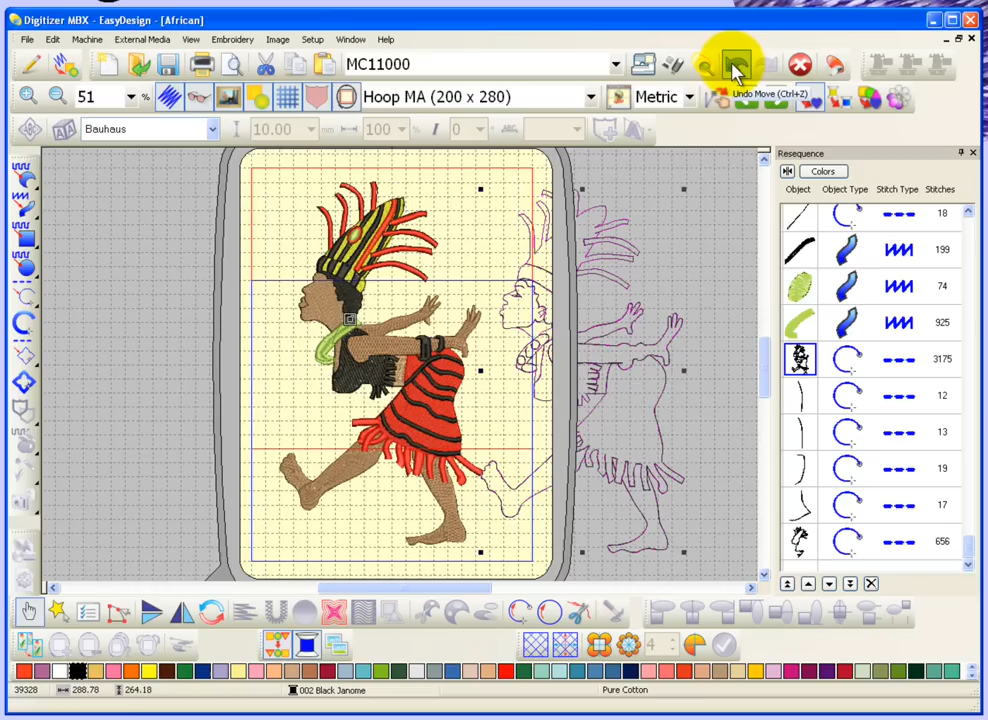 Digitizer MBX - EasyDesign - [African]
File Edit Machine External Media View Embroidery Image Setup Window Help
MC11000
51 % Hoop MA (200 x 280) Metric
Undo Move (Ctrl+Z)
Bauhaus 10.00 100 % 0 °
Resequence
Colors
Object Object Type Stitch Type Stitches
18
199
74
925
3175
12
13
19
17
656
4
39328 288.78 264.18 002 Black Janome Pure Cotton